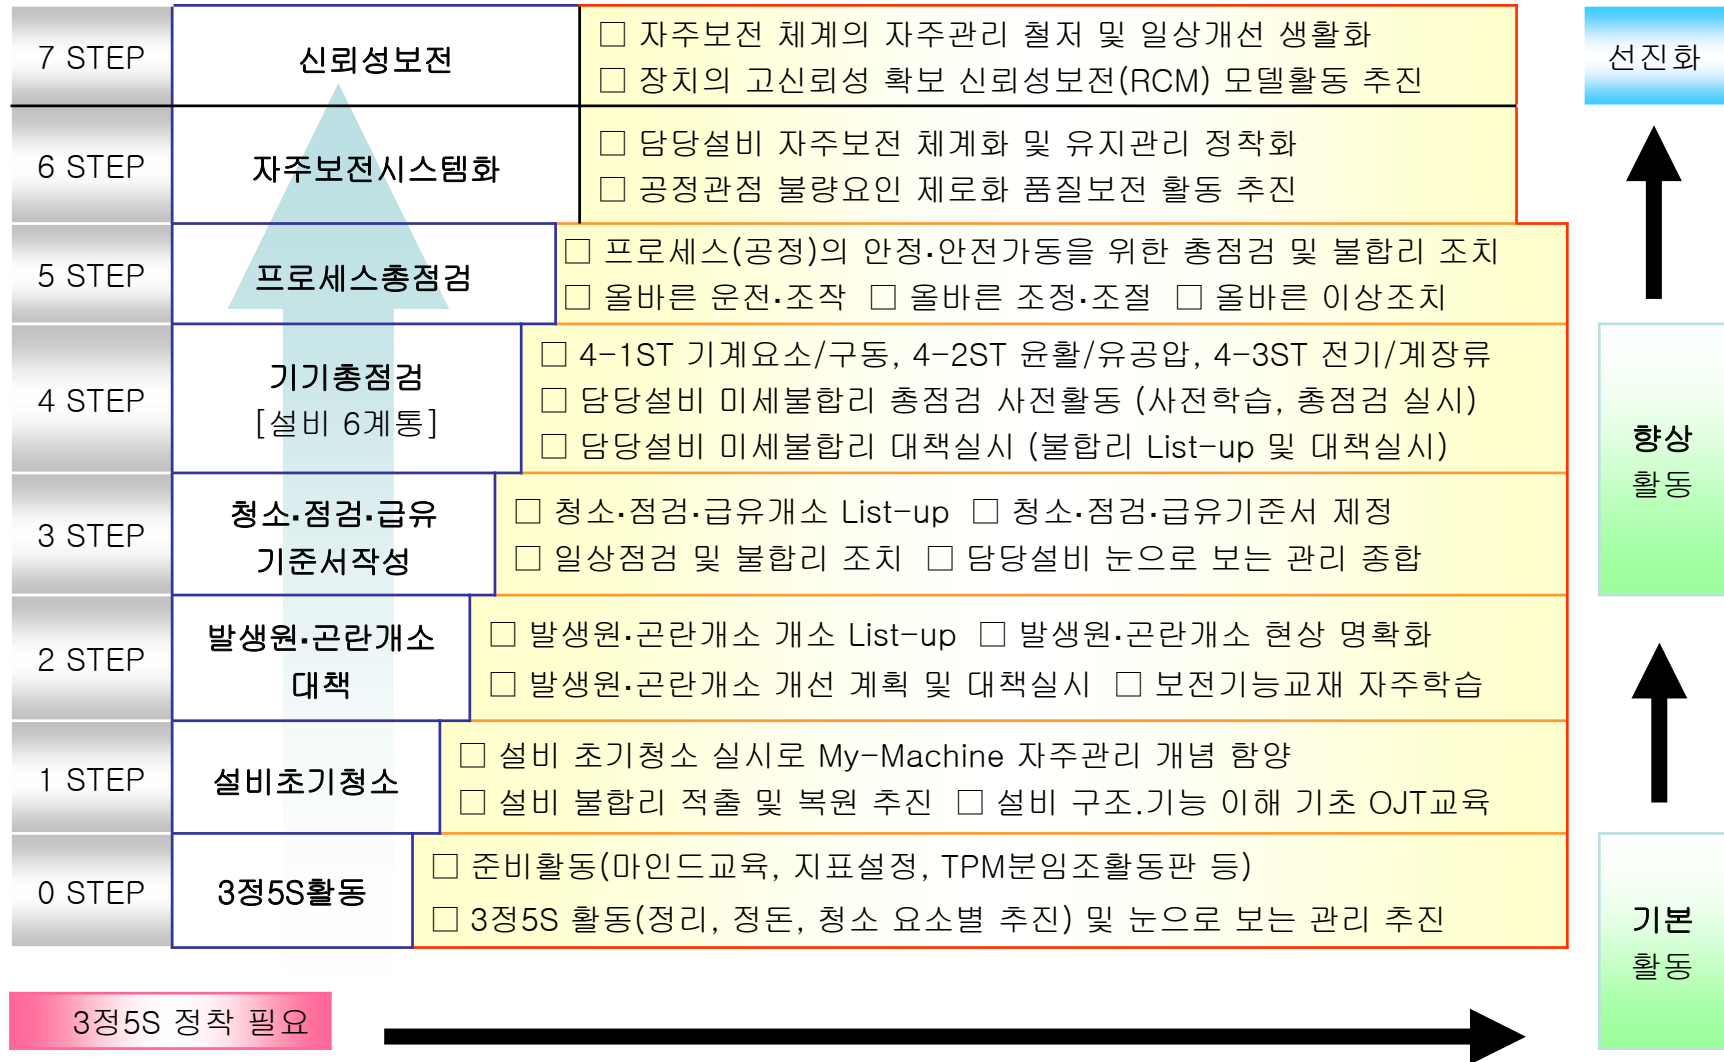 7 STEP
신뢰성보전
□ 자주보전 체계의 자주관리 철저 및 일상개선 생활화
□ 장치의 고신뢰성 확보 신뢰성보전(RCM) 모델활동 추진
선진화
6 STEP
자주보전시스템화
□ 담당설비 자주보전 체계화 및 유지관리 정착화
□ 공정관점 불량요인 제로화 품질보전 활동 추진
5 STEP
프로세스총점검
□ 프로세스(공정)의 안정·안전가동을 위한 총점검 및 불합리 조치
□ 올바른 운전·조작 □ 올바른 조정·조절 □ 올바른 이상조치
4 STEP
기기총점검
[설비 6계통]
□ 4-1ST 기계요소/구동, 4-2ST 윤활/유공압, 4-3ST 전기/계장류
□ 담당설비 미세불합리 총점검 사전활동 (사전학습, 총점검 실시)
□ 담당설비 미세불합리 대책실시 (불합리 List-up 및 대책실시)
향상
활동
3 STEP
청소·점검·급유
기준서작성
□ 청소·점검·급유개소 List-up □ 청소·점검·급유기준서 제정
□ 일상점검 및 불합리 조치 □ 담당설비 눈으로 보는 관리 종합
2 STEP
발생원·곤란개소
대책
□ 발생원·곤란개소 개소 List-up □ 발생원·곤란개소 현상 명확화
□ 발생원·곤란개소 개선 계획 및 대책실시 □ 보전기능교재 자주학습
1 STEP
설비초기청소
□ 설비 초기청소 실시로 My-Machine 자주관리 개념 함양
□ 설비 불합리 적출 및 복원 추진 □ 설비 구조.기능 이해 기초 OJT교육
0 STEP
3정5S활동
□ 준비활동(마인드교육, 지표설정, TPM분임조활동판 등)
□ 3정5S 활동(정리, 정돈, 청소 요소별 추진) 및 눈으로 보는 관리 추진
기본
활동
3정5S 정착 필요